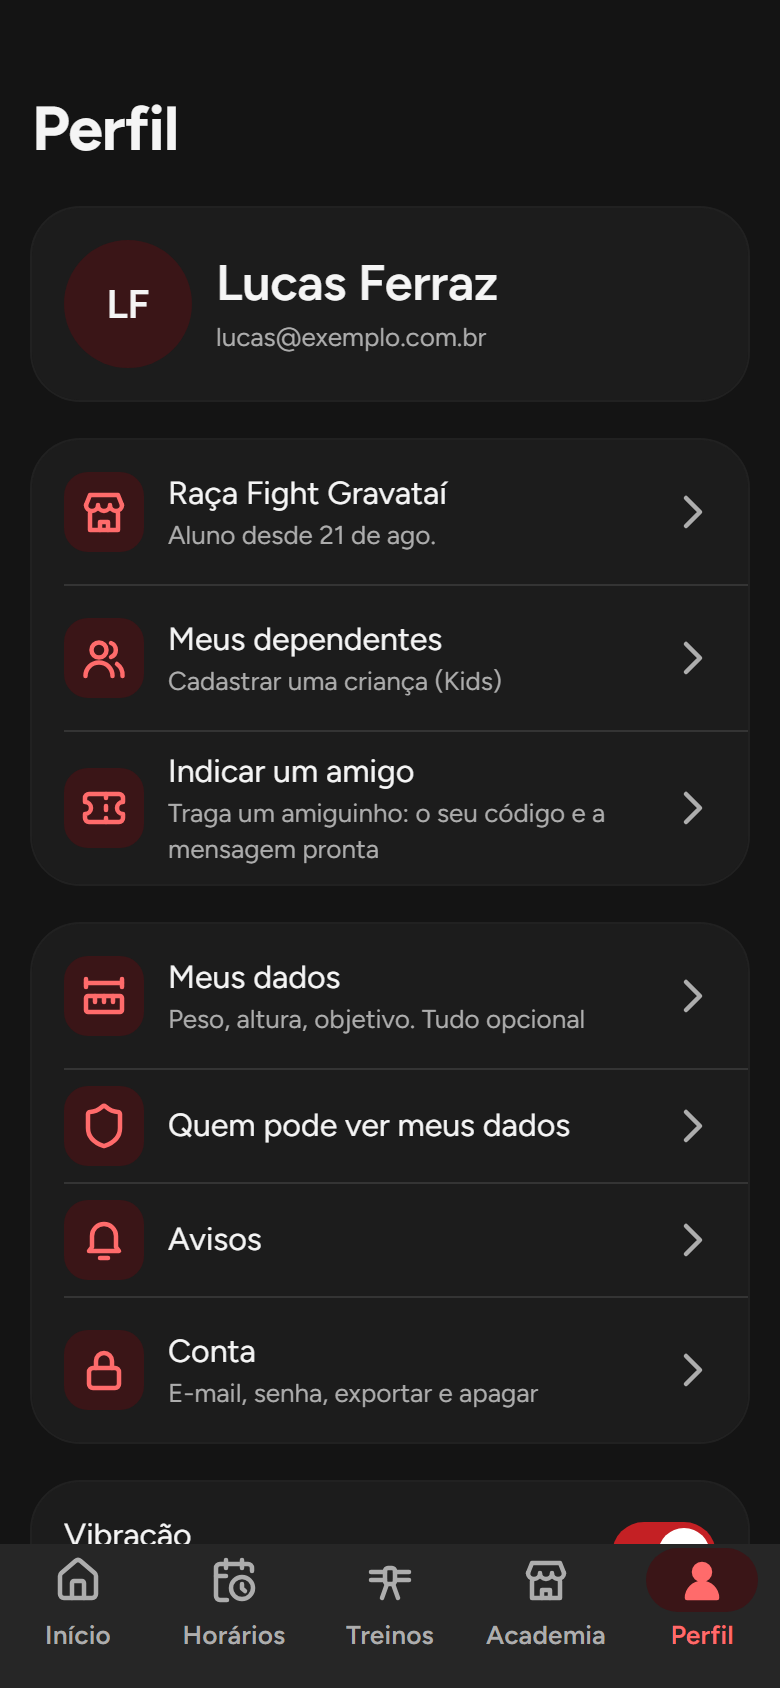 Perfil
LF
Lucas Ferraz
lucas@exemplo.com.br
Raça Fight Gravataí
Aluno desde 21 de ago.
Meus dependentes
Cadastrar uma criança (Kids)
Indicar um amigo
Traga um amiguinho: o seu código e a
mensagem pronta
Meus dados
Peso, altura, objetivo. Tudo opcional
Quem pode ver meus dados
Avisos
Conta
E-mail, senha, exportar e apagar
Vibração
Início
Horários
Treinos
Academia
Perfil